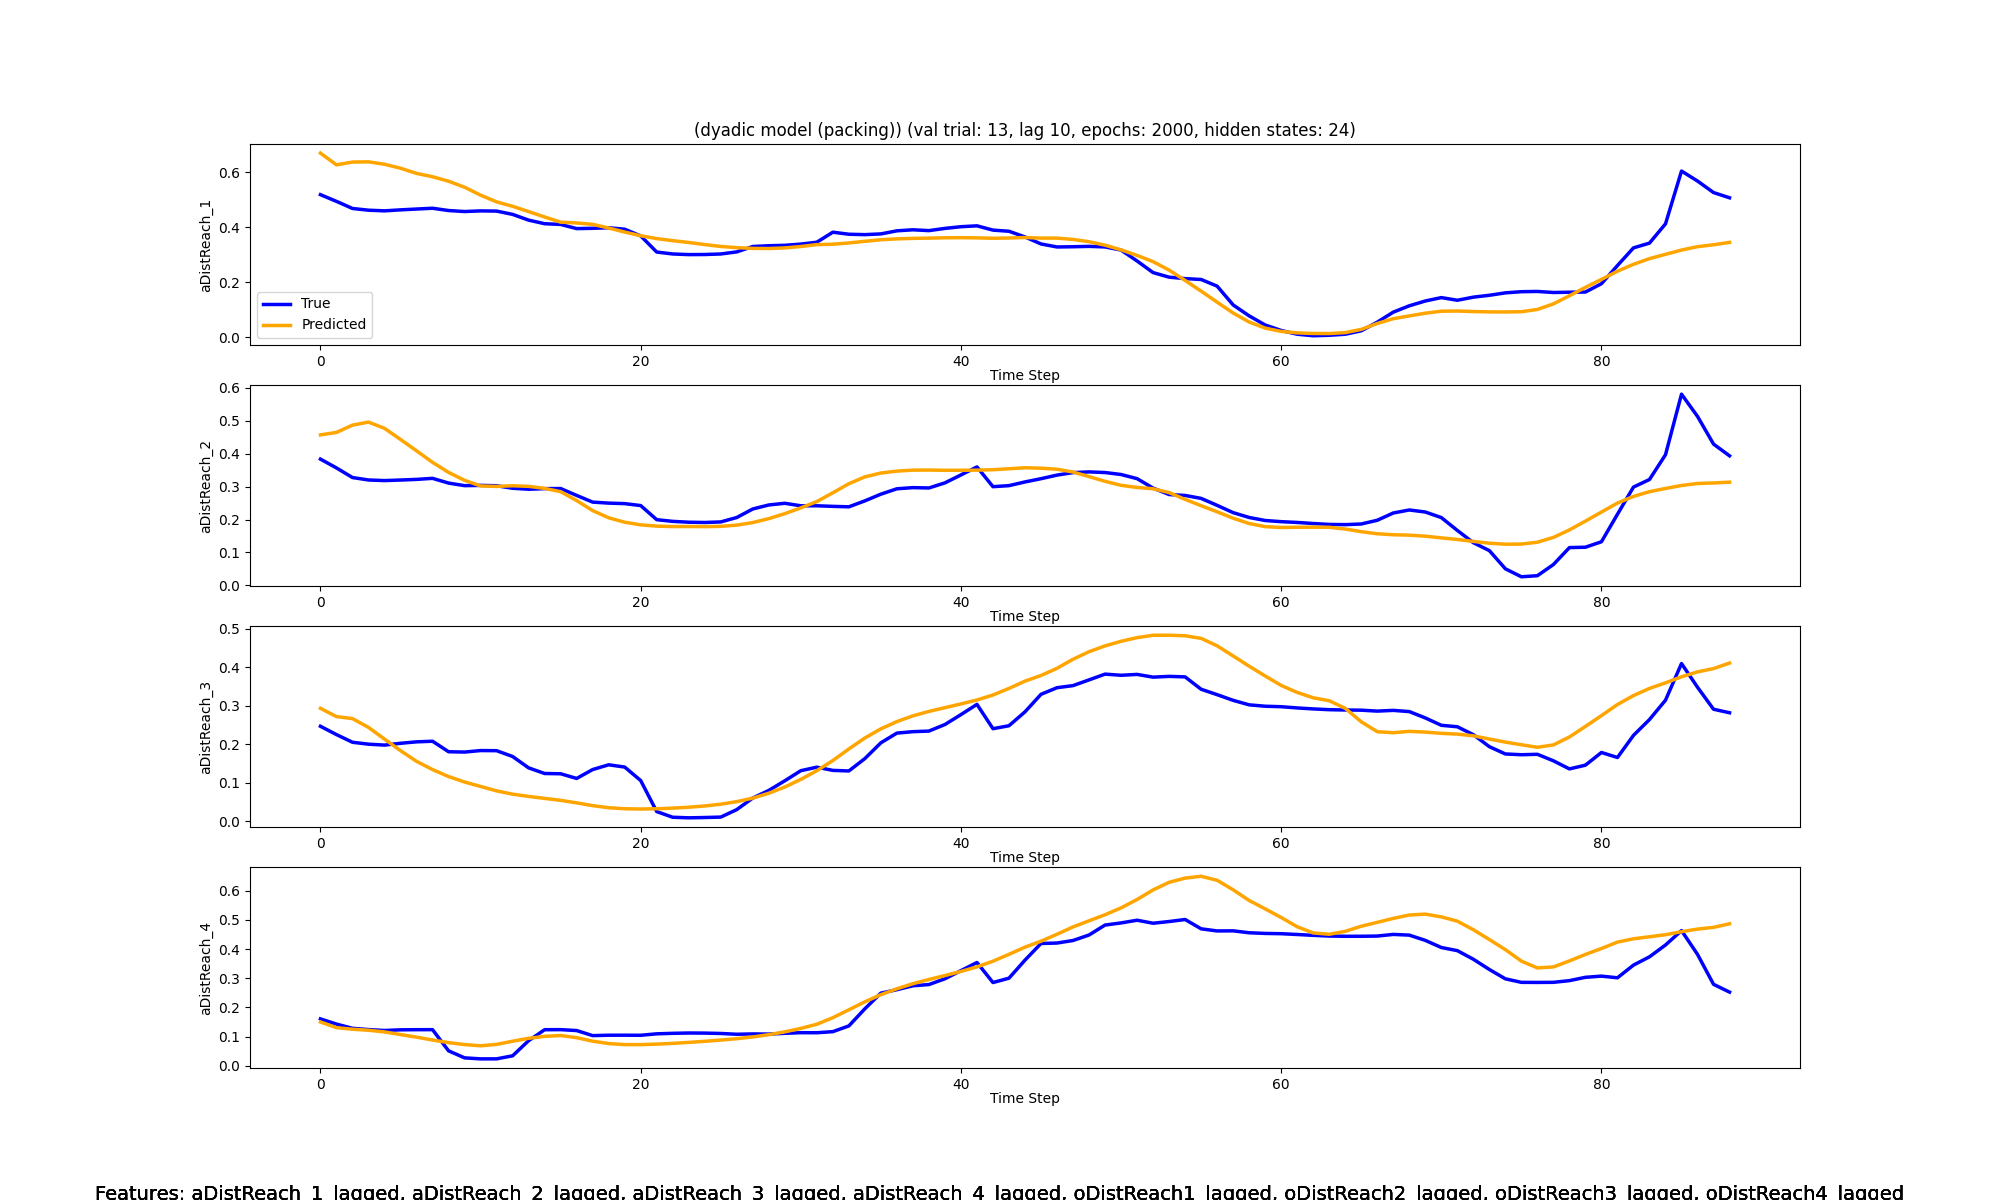 (dyadic model (packing)) (val trial: 13, lag 10, epochs: 2000, hidden states: 24)
aDistReach_1
0.6
0.4
0.2
0.0
True
Predicted
0 20 40 60 80
Time Step
aDistReach_2
0.6
0.5
0.4
0.3
0.2
0.1
0.0
0 20 40 60 80
Time Step
aDistReach_3
0.5
0.4
0.3
0.2
0.1
0.0
0 20 40 60 80
Time Step
aDistReach_4
0.6
0.5
0.4
0.3
0.2
0.1
0.0
0 20 40 60 80
Time Step
Features: aDistReach_1_lagged, aDistReach_2_lagged, aDistReach_3_lagged, aDistReach_4_lagged, oDistReach1_lagged, oDistReach2_lagged, oDistReach3_lagged, oDistReach4_lagged